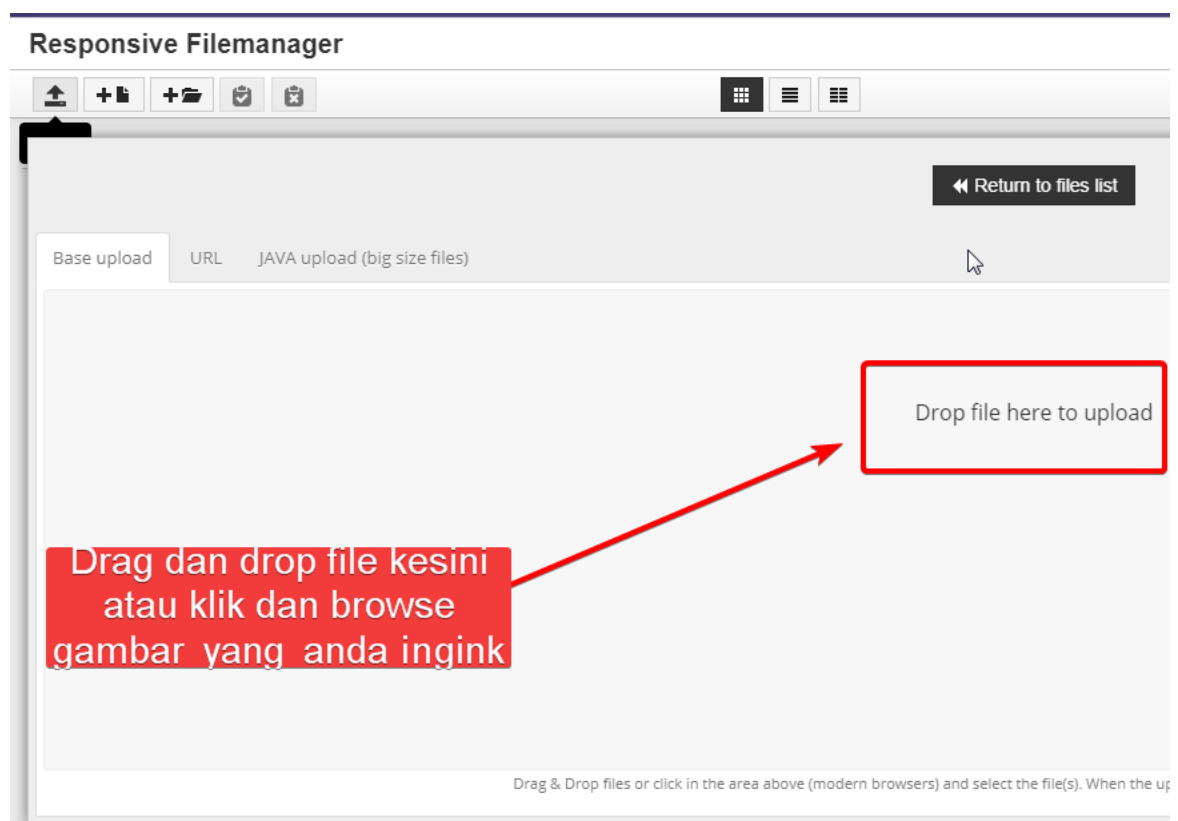 Responsive Filemanager
Return to files list
Base upload URL JAVA upload (big size files)
Drop file here to upload
Drag dan drop file kesini
atau klik dan browse
gambar yang anda ingink
Drag & Drop files or click in the area above (modern browsers) and select the file(s). When the up